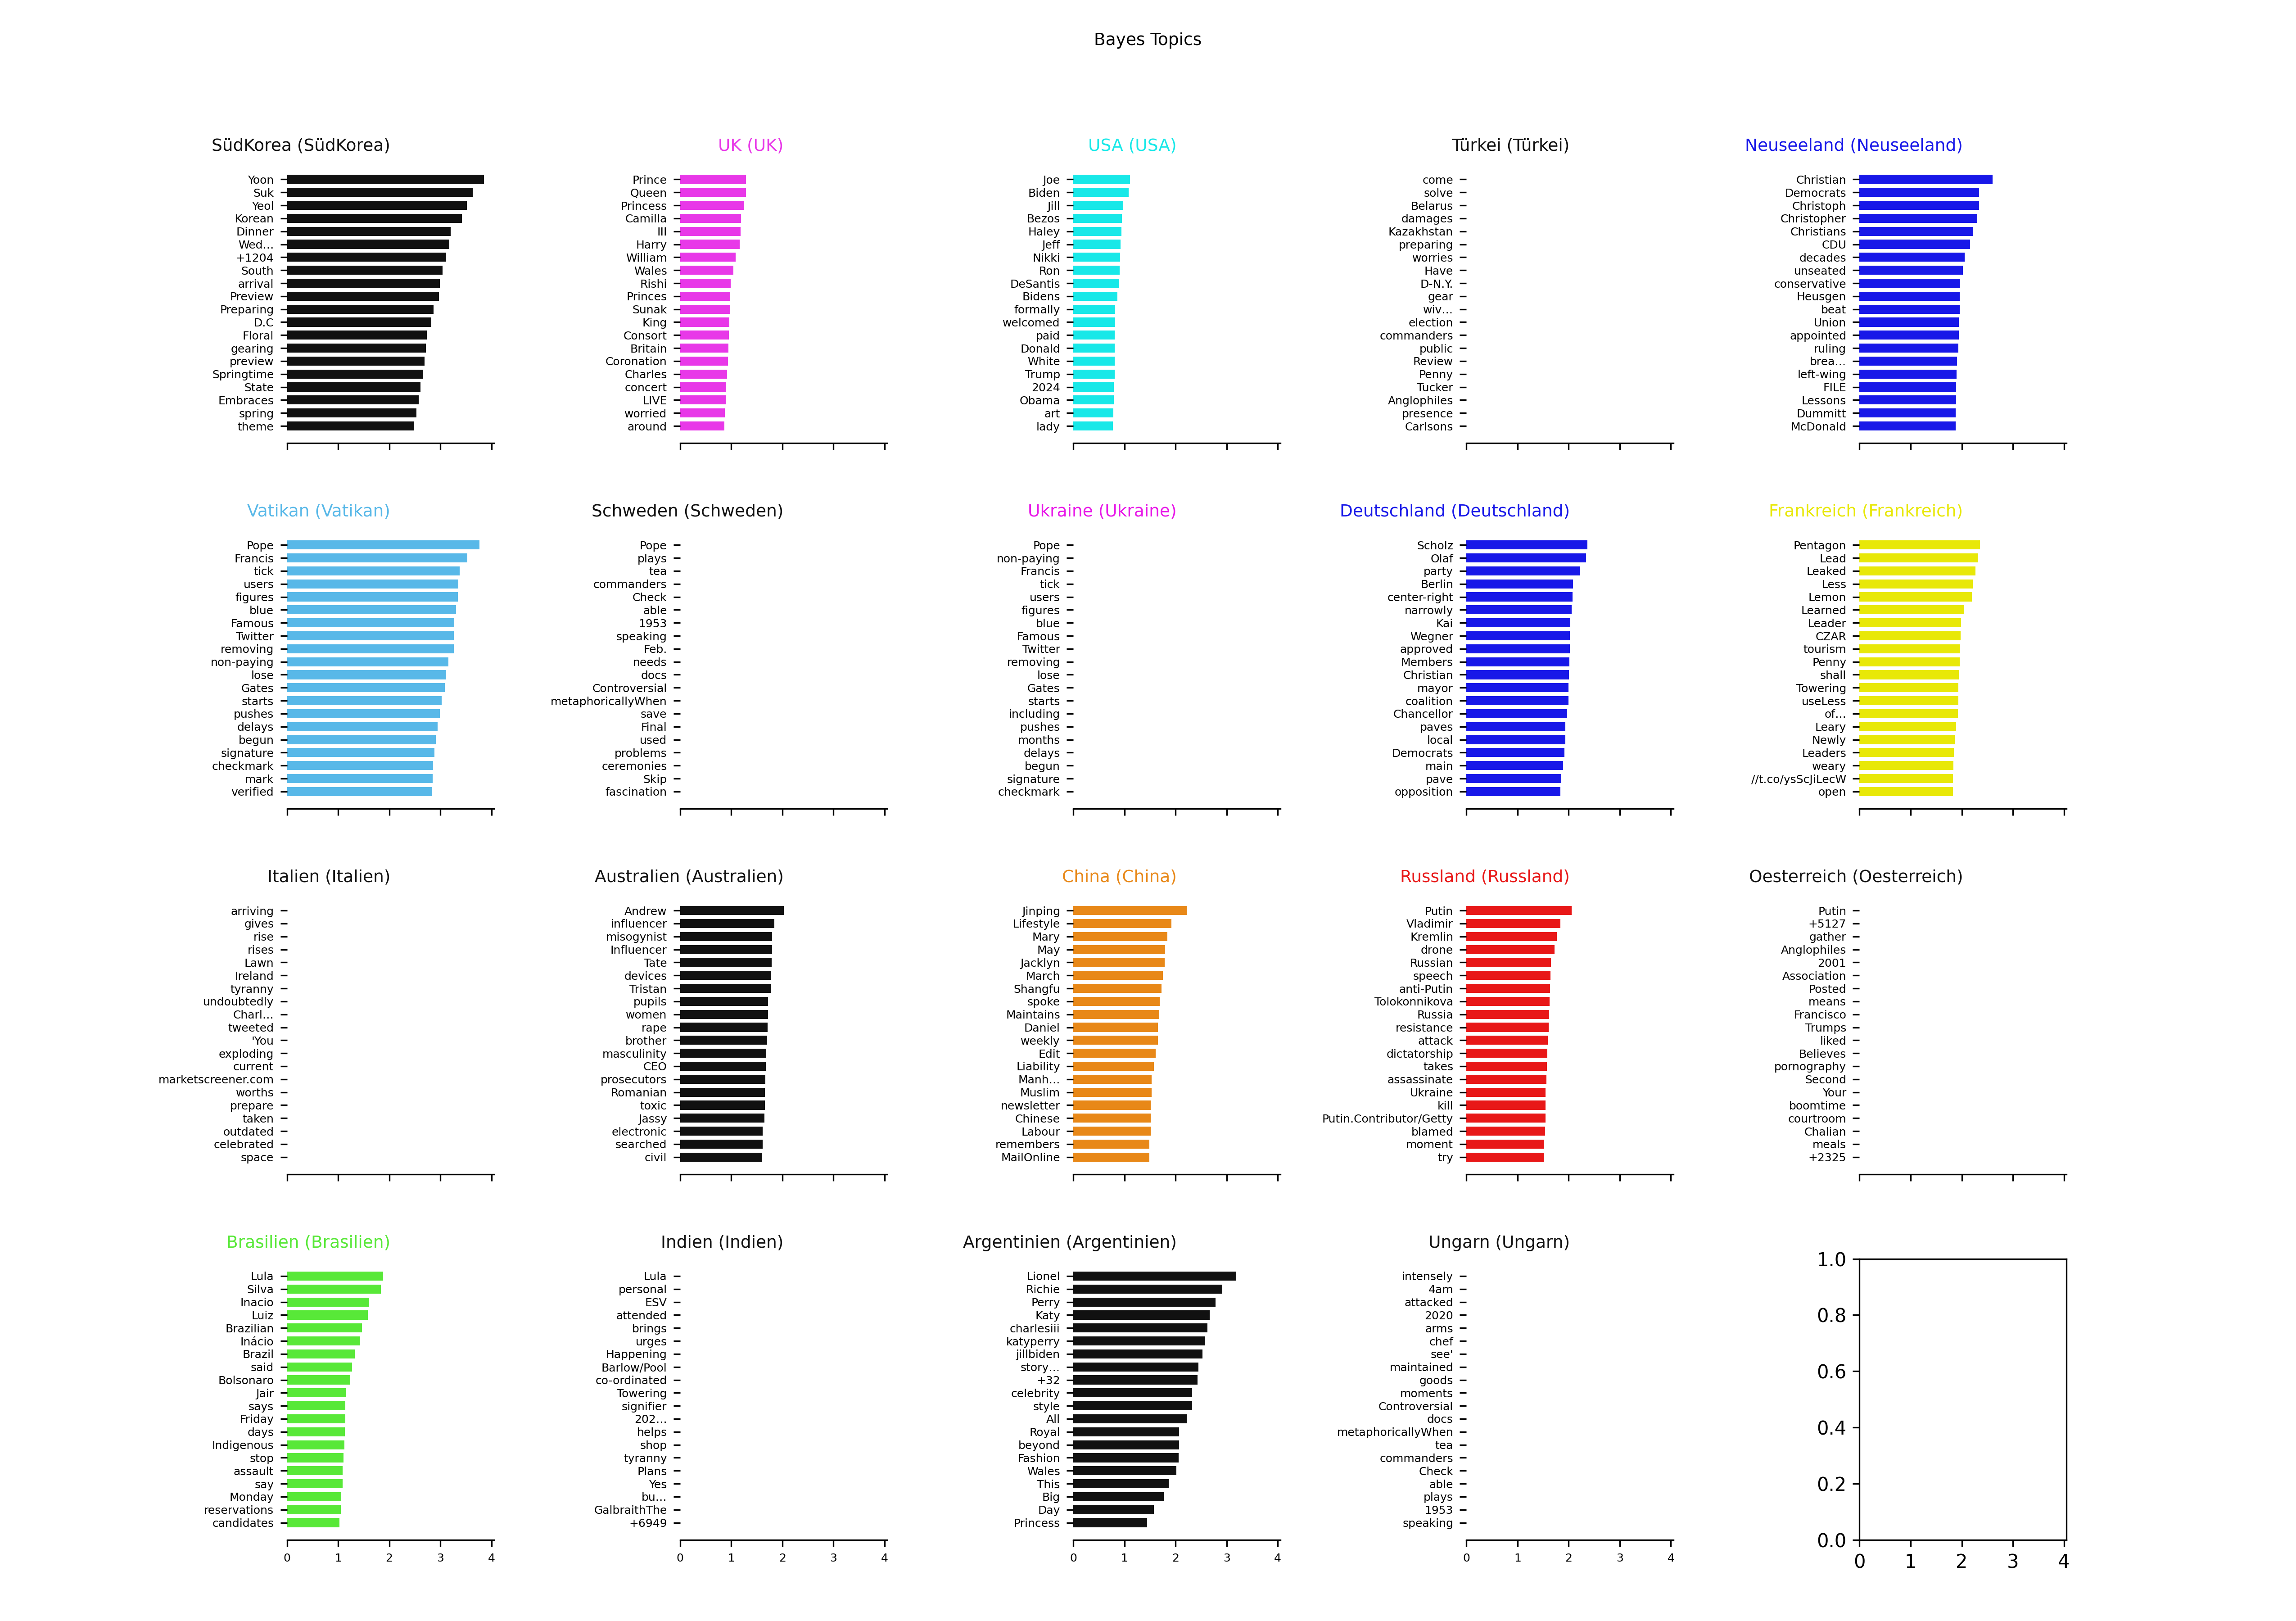 Bayes Topics
SüdKorea (SüdKorea)
Yoon
Suk
Yeol
Korean
Dinner
Wed...
+1204
South
arrival
Preview
Preparing
D.C
Floral
gearing
preview
Springtime
State
Embraces
spring
theme
UK (UK)
Prince
Queen
Princess
Camilla
III
Harry
William
Wales
Rishi
Princes
Sunak
King
Consort
Britain
Coronation
Charles
concert
LIVE
worried
around
USA (USA)
Joe
Biden
Jill
Bezos
Haley
Jeff
Nikki
Ron
DeSantis
Bidens
formally
welcomed
paid
Donald
White
Trump
2024
Obama
art
lady
Türkei (Türkei)
come
solve
Belarus
damages
Kazakhstan
preparing
worries
Have
D-N.Y.
gear
wiv...
election
commanders
public
Review
Penny
Tucker
Anglophiles
presence
Carlsons
Neuseeland (Neuseeland)
Christian
Democrats
Christoph
Christopher
Christians
CDU
decades
unseated
conservative
Heusgen
beat
Union
appointed
ruling
brea...
left-wing
FILE
Lessons
Dummitt
McDonald
Vatikan (Vatikan)
Pope
Francis
tick
users
figures
blue
Famous
Twitter
removing
non-paying
lose
Gates
starts
pushes
delays
begun
signature
checkmark
mark
verified
Schweden (Schweden)
Pope
plays
tea
commanders
Check
able
1953
speaking
Feb.
needs
docs
Controversial
metaphoricallyWhen
save
Final
used
problems
ceremonies
Skip
fascination
Ukraine (Ukraine)
Pope
non-paying
Francis
tick
users
figures
blue
Famous
Twitter
removing
lose
Gates
starts
including
pushes
months
delays
begun
signature
checkmark
Deutschland (Deutschland)
Scholz
Olaf
party
Berlin
center-right
narrowly
Kai
Wegner
approved
Members
Christian
mayor
coalition
Chancellor
paves
local
Democrats
main
pave
opposition
Frankreich (Frankreich)
Pentagon
Lead
Leaked
Less
Lemon
Learned
Leader
CZAR
tourism
Penny
shall
Towering
useLess
of...
Leary
Newly
Leaders
weary
//t.co/ysScJiLecW
open
Italien (Italien)
arriving
gives
rise
rises
Lawn
Ireland
tyranny
undoubtedly
Charl...
tweeted
'You
exploding
current
marketscreener.com
worths
prepare
taken
outdated
celebrated
space
Australien (Australien)
Andrew
influencer
misogynist
Influencer
Tate
devices
Tristan
pupils
women
rape
brother
masculinity
CEO
prosecutors
Romanian
toxic
Jassy
electronic
searched
civil
China (China)
Jinping
Lifestyle
Mary
May
Jacklyn
March
Shangfu
spoke
Maintains
Daniel
weekly
Edit
Liability
Manh...
Muslim
newsletter
Chinese
Labour
remembers
MailOnline
Russland (Russland)
Putin
Vladimir
Kremlin
drone
Russian
speech
anti-Putin
Tolokonnikova
Russia
resistance
attack
dictatorship
takes
assassinate
Ukraine
kill
Putin.Contributor/Getty
blamed
moment
try
Oesterreich (Oesterreich)
Putin
+5127
gather
Anglophiles
2001
Association
Posted
means
Francisco
Trumps
liked
Believes
pornography
Second
Your
boomtime
courtroom
Chalian
meals
+2325
Brasilien (Brasilien)
Lula
Silva
Inacio
Luiz
Brazilian
Inácio
Brazil
said
Bolsonaro
Jair
says
Friday
days
Indigenous
stop
assault
say
Monday
reservations
candidates
0 1 2 3 4
Indien (Indien)
Lula
personal
ESV
attended
brings
urges
Happening
Barlow/Pool
co-ordinated
Towering
signifier
202...
helps
shop
tyranny
Plans
Yes
bu...
GalbraithThe
+6949
0 1 2 3 4
Argentinien (Argentinien)
Lionel
Richie
Perry
Katy
charlesiii
katyperry
jillbiden
story...
+32
celebrity
style
All
Royal
beyond
Fashion
Wales
This
Big
Day
Princess
0 1 2 3 4
Ungarn (Ungarn)
intensely
4am
attacked
2020
arms
chef
see'
maintained
goods
moments
Controversial
docs
metaphoricallyWhen
tea
commanders
Check
able
plays
1953
speaking
0 1 2 3 4
1.0
0.8
0.6
0.4
0.2
0.0
0 1 2 3 4